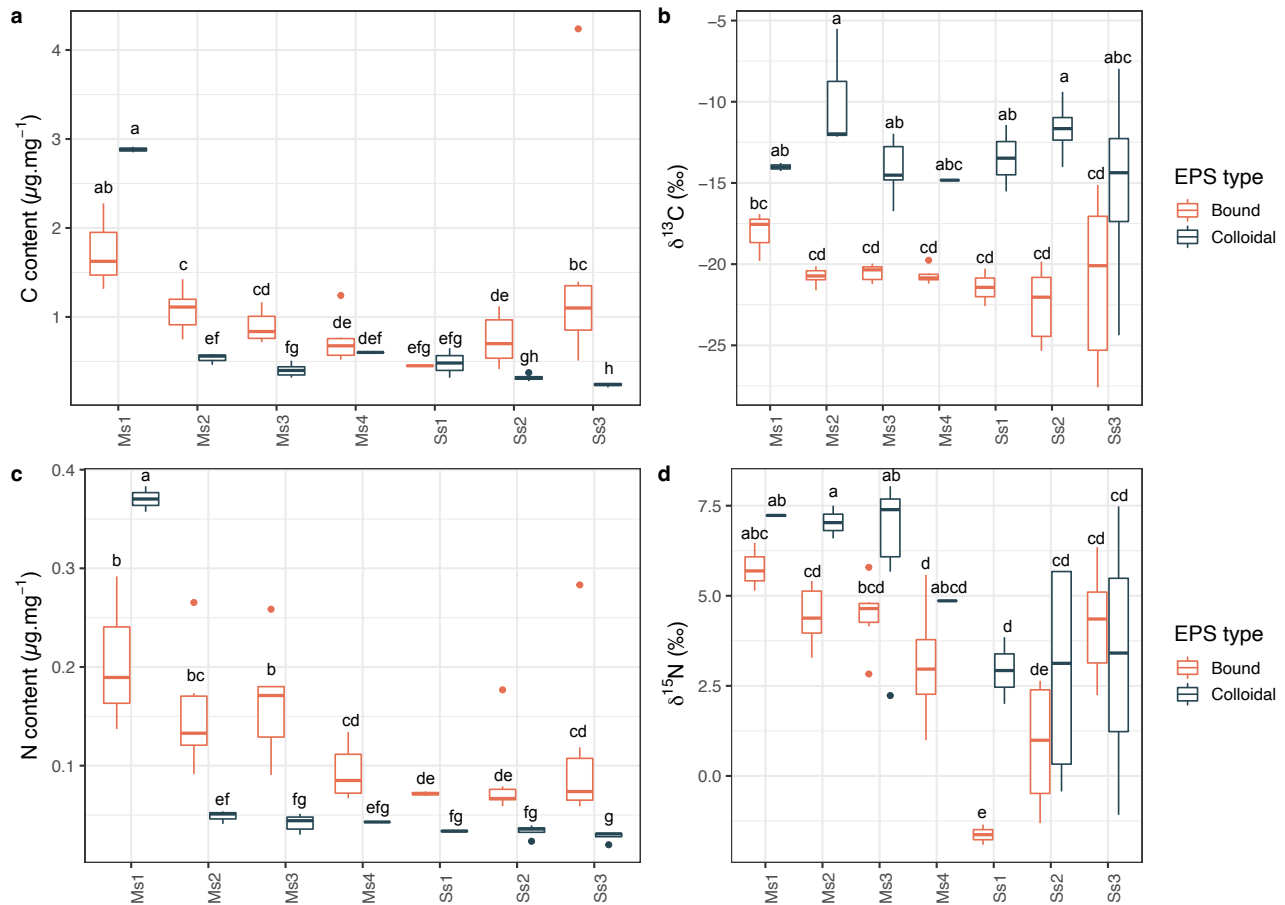 a
C content (µg.mg⁻¹)
4
3
2
1
ab
a
c
ef
cd
fg
de
def
efg
efg
de
gh
bc
h
Ms1
Ms2
Ms3
Ms4
Ss1
Ss2
Ss3
b
δ¹³C (‰)
−5
−10
−15
−20
−25
bc
ab
cd
a
cd
ab
cd
abc
cd
ab
cd
a
cd
abc
Ms1
Ms2
Ms3
Ms4
Ss1
Ss2
Ss3
EPS type
Bound
Colloidal
c
N content (µg.mg⁻¹)
0.4
0.3
0.2
0.1
b
a
bc
ef
b
fg
cd
efg
de
fg
de
fg
cd
g
Ms1
Ms2
Ms3
Ms4
Ss1
Ss2
Ss3
d
δ¹⁵N (‰)
7.5
5.0
2.5
0.0
abc
ab
cd
a
bcd
ab
d
abcd
e
d
de
cd
cd
cd
Ms1
Ms2
Ms3
Ms4
Ss1
Ss2
Ss3
EPS type
Bound
Colloidal